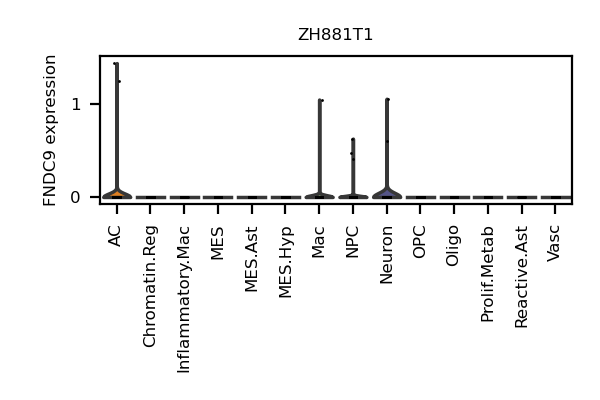 ZH881T1
FNDC9 expression
1
0
AC
Chromatin.Reg
Inflammatory.Mac
MES
MES.Ast
MES.Hyp
Mac
NPC
Neuron
OPC
Oligo
Prolif.Metab
Reactive.Ast
Vasc